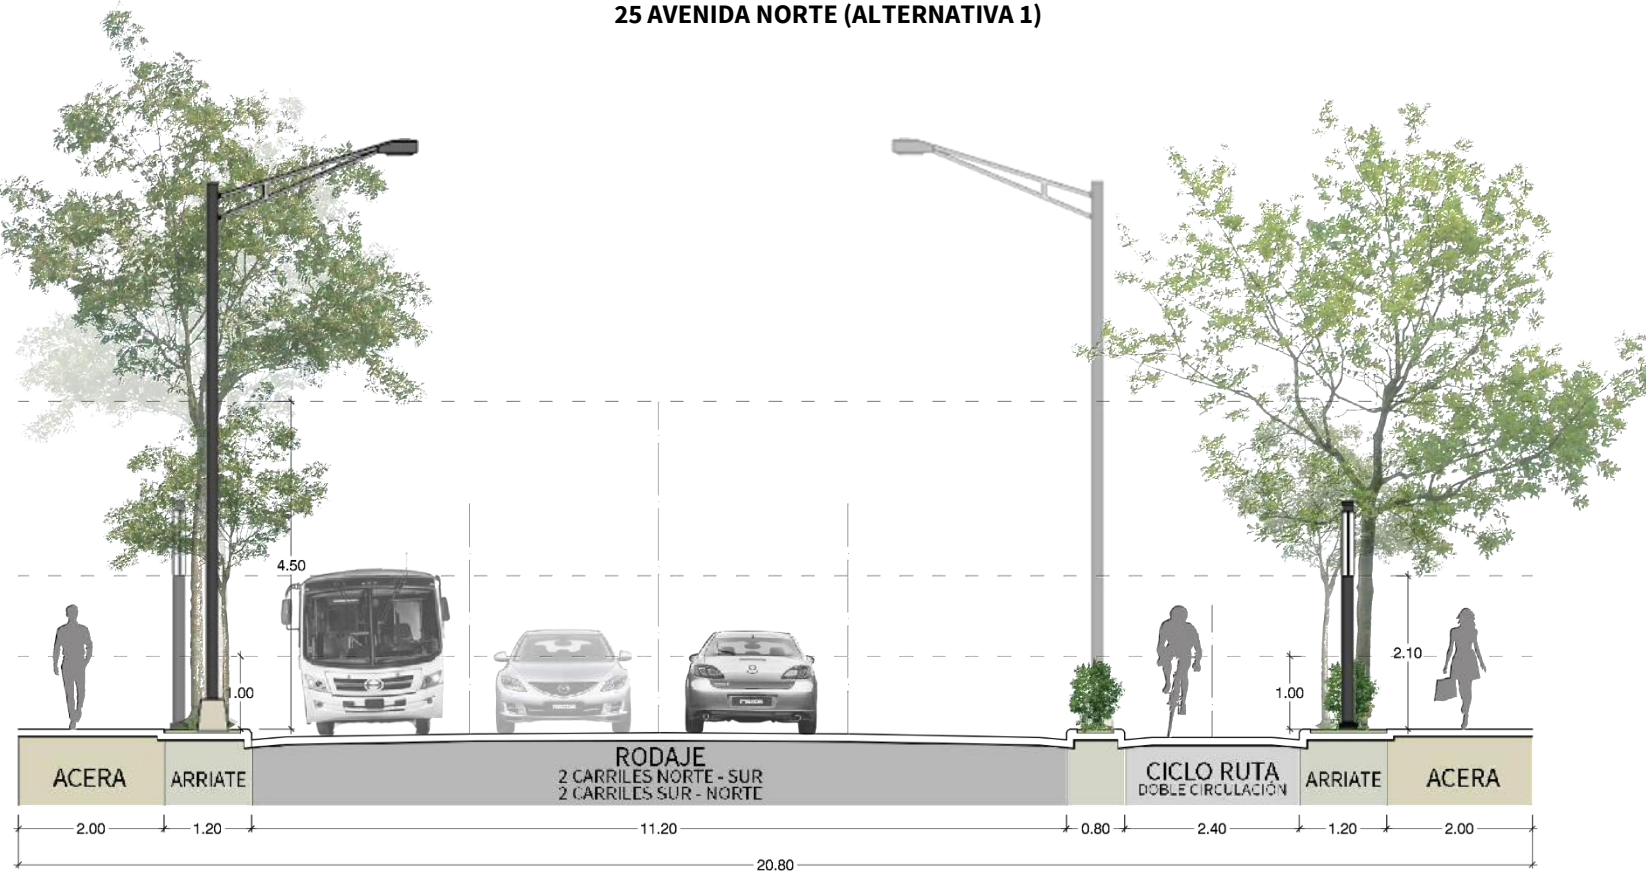 25 AVENIDA NORTE (ALTERNATIVA 1)
4.50
1.00
1.00
2.10
ACERA
ARRIATE
RODAJE
2 CARRILES NORTE - SUR
2 CARRILES SUR - NORTE
CICLO RUTA
DOBLE CIRCULACIÓN
ARRIATE
ACERA
2.00
1.20
11.20
0.80
2.40
1.20
2.00
20.80